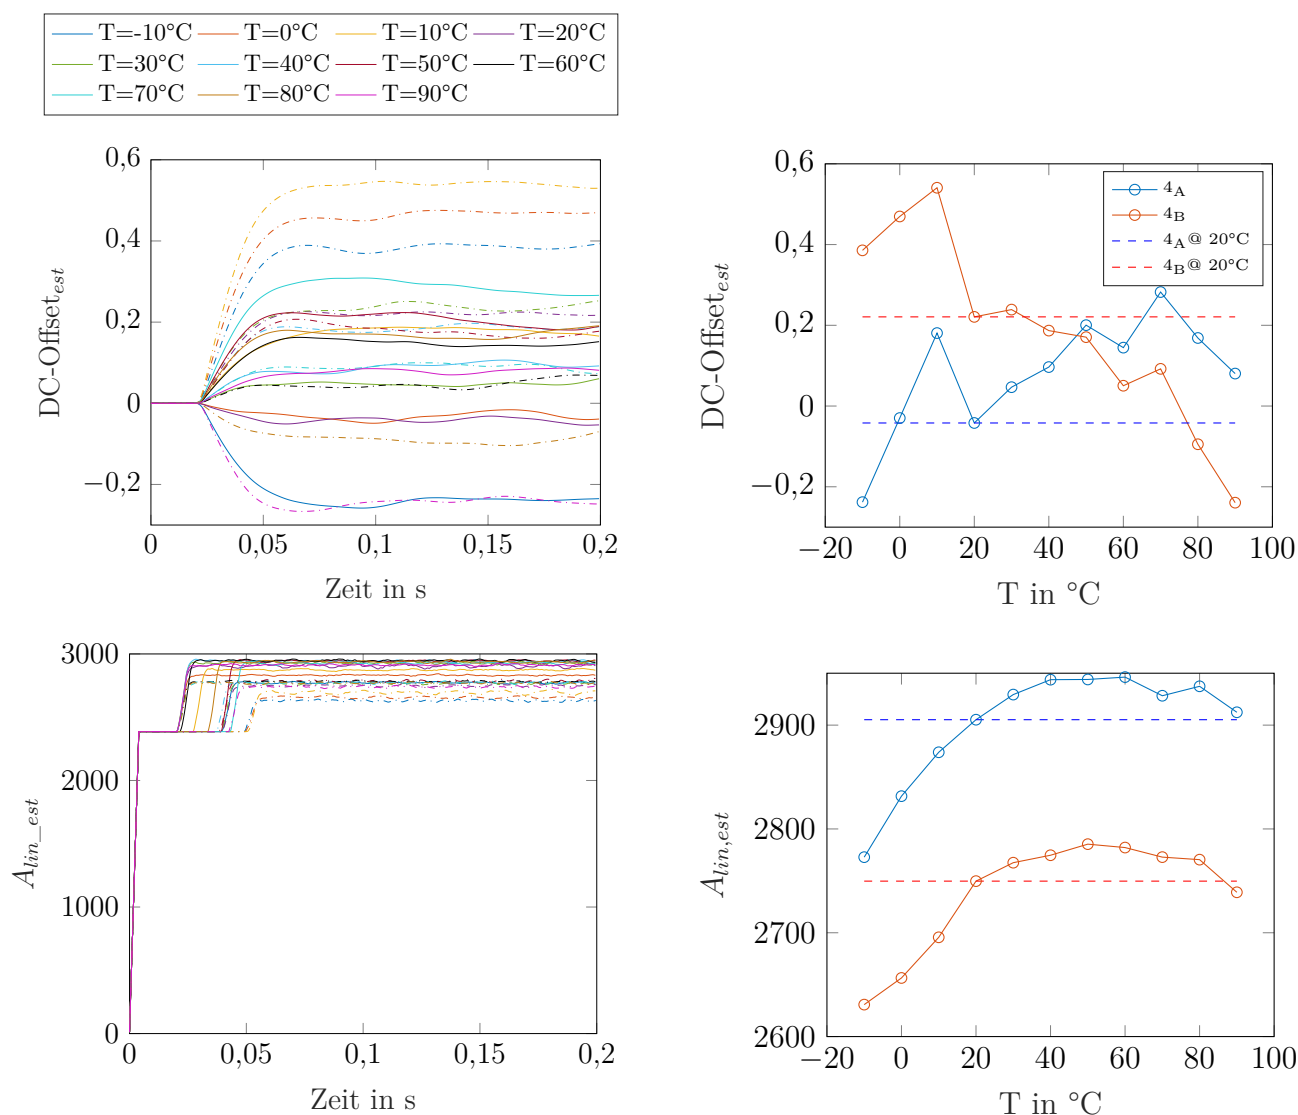 T=-10°C T=0°C T=10°C T=20°C
T=30°C T=40°C T=50°C T=60°C
T=70°C T=80°C T=90°C
0,6
0,4
0,2
0
−0,2
DC-Offset_est
0 0,05 0,1 0,15 0,2
Zeit in s
0,6
0,4
0,2
0
−0,2
DC-Offset_est
4_A
4_B
4_A@ 20°C
4_B@ 20°C
−20 0 20 40 60 80 100
T in °C
3000
2000
1000
0
A_lin_est
0 0,05 0,1 0,15 0,2
Zeit in s
2900
2800
2700
2600
A_lin,est
−20 0 20 40 60 80 100
T in °C